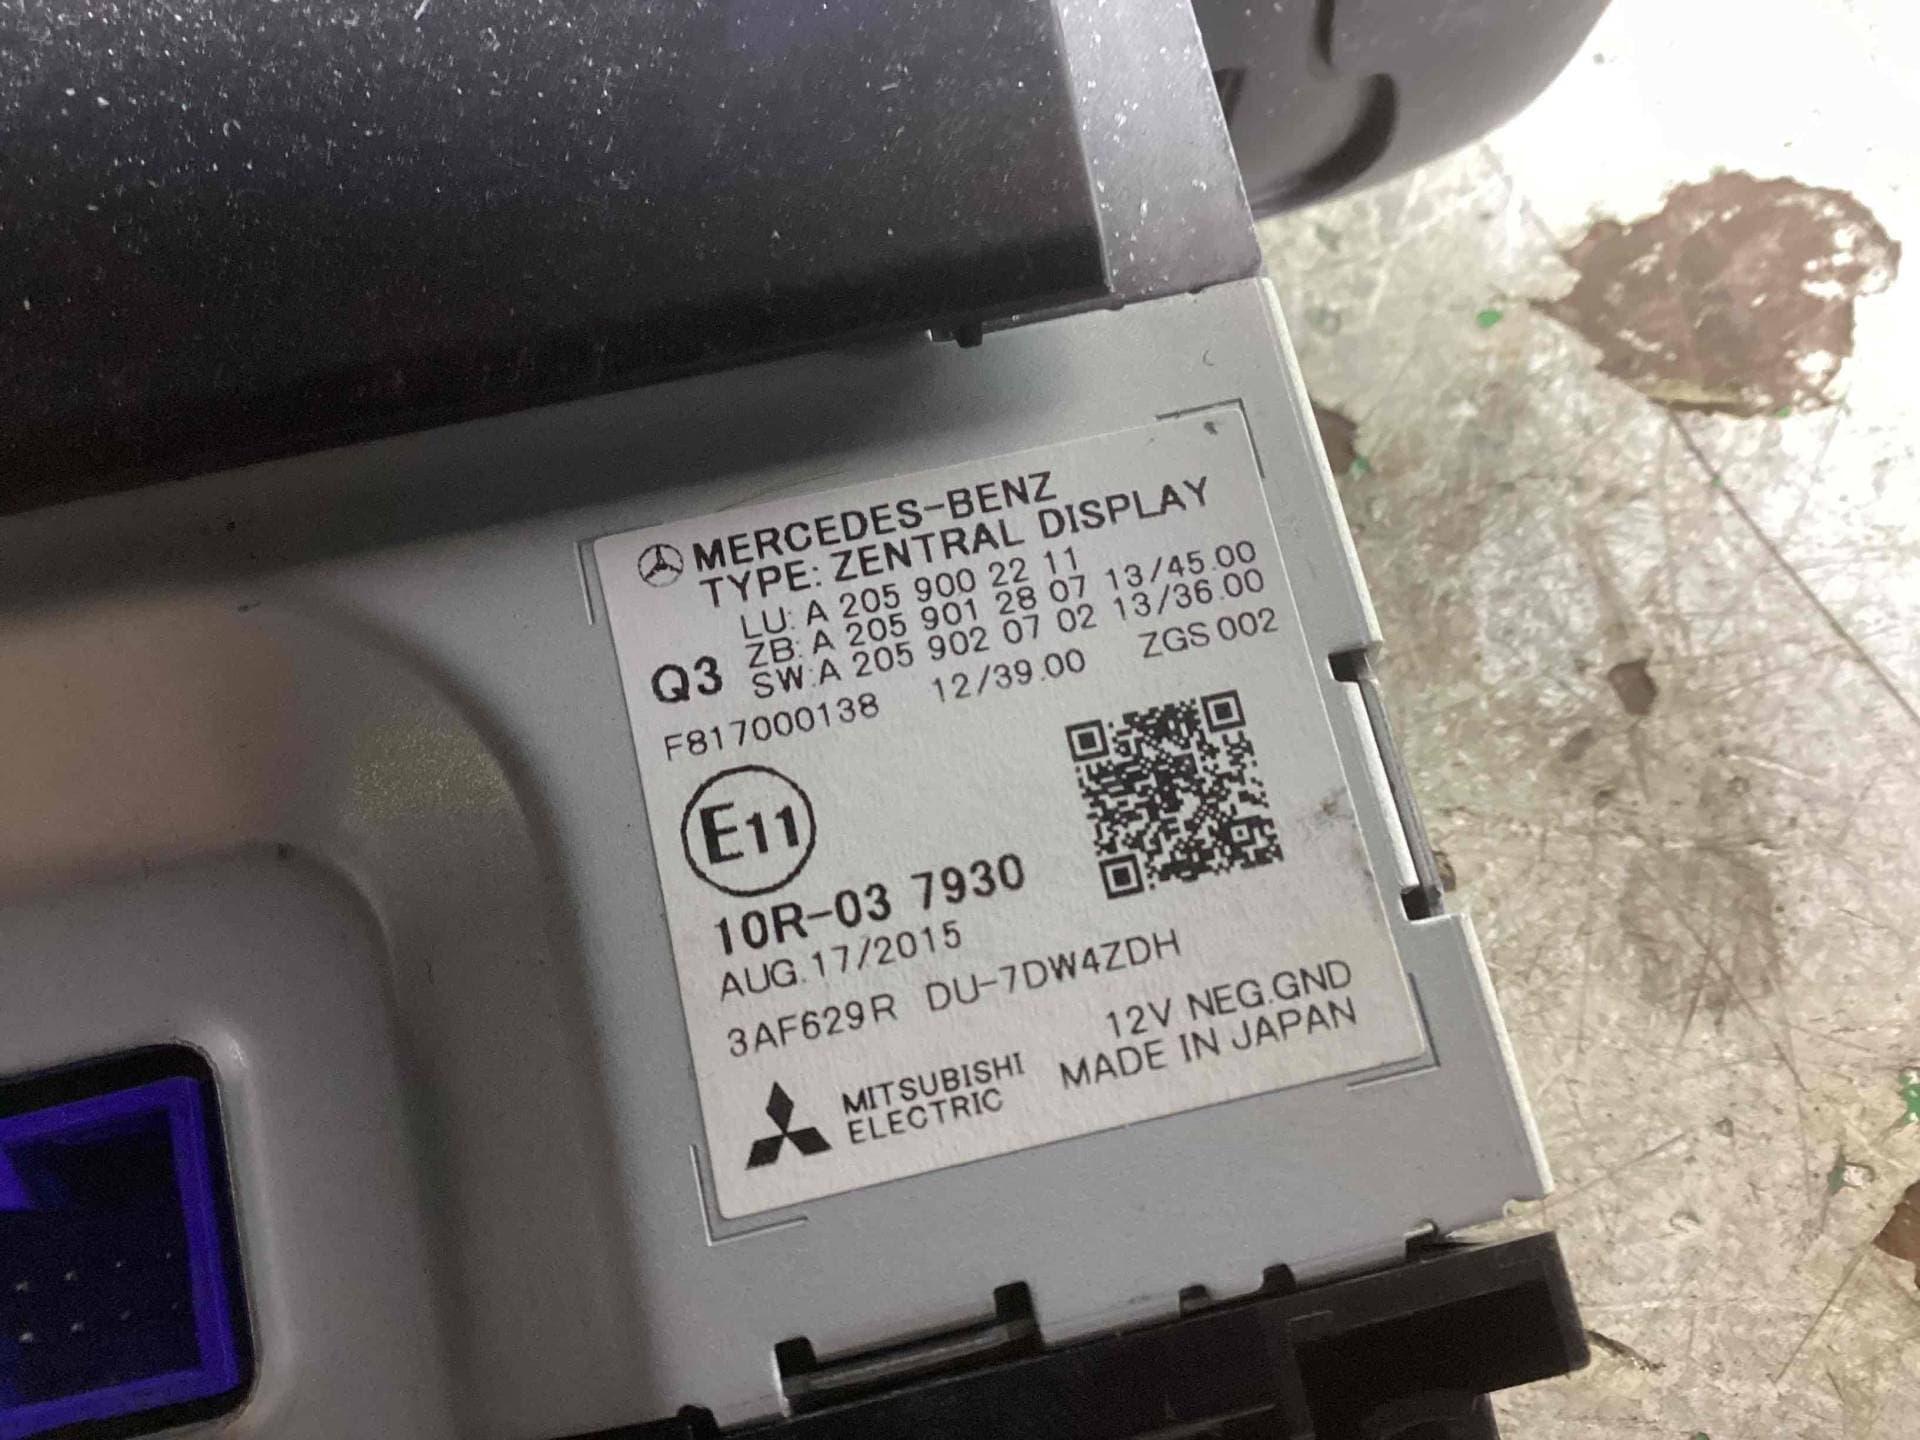 MERCEDES-BENZ
TYPE: ZENTRAL DISPLAY
LU: A 205 900 22 11
ZB: A 205 901 28 07 13/45.00
Q3 SW:A 205 902 07 02 13/36.00
F817000138 12/39.00 ZGS 002
E11
10R-03 7930
AUG.17/2015
3AF629R DU-7DW4ZDH
12V NEG.GND
MITSUBISHI
ELECTRIC
MADE IN JAPAN